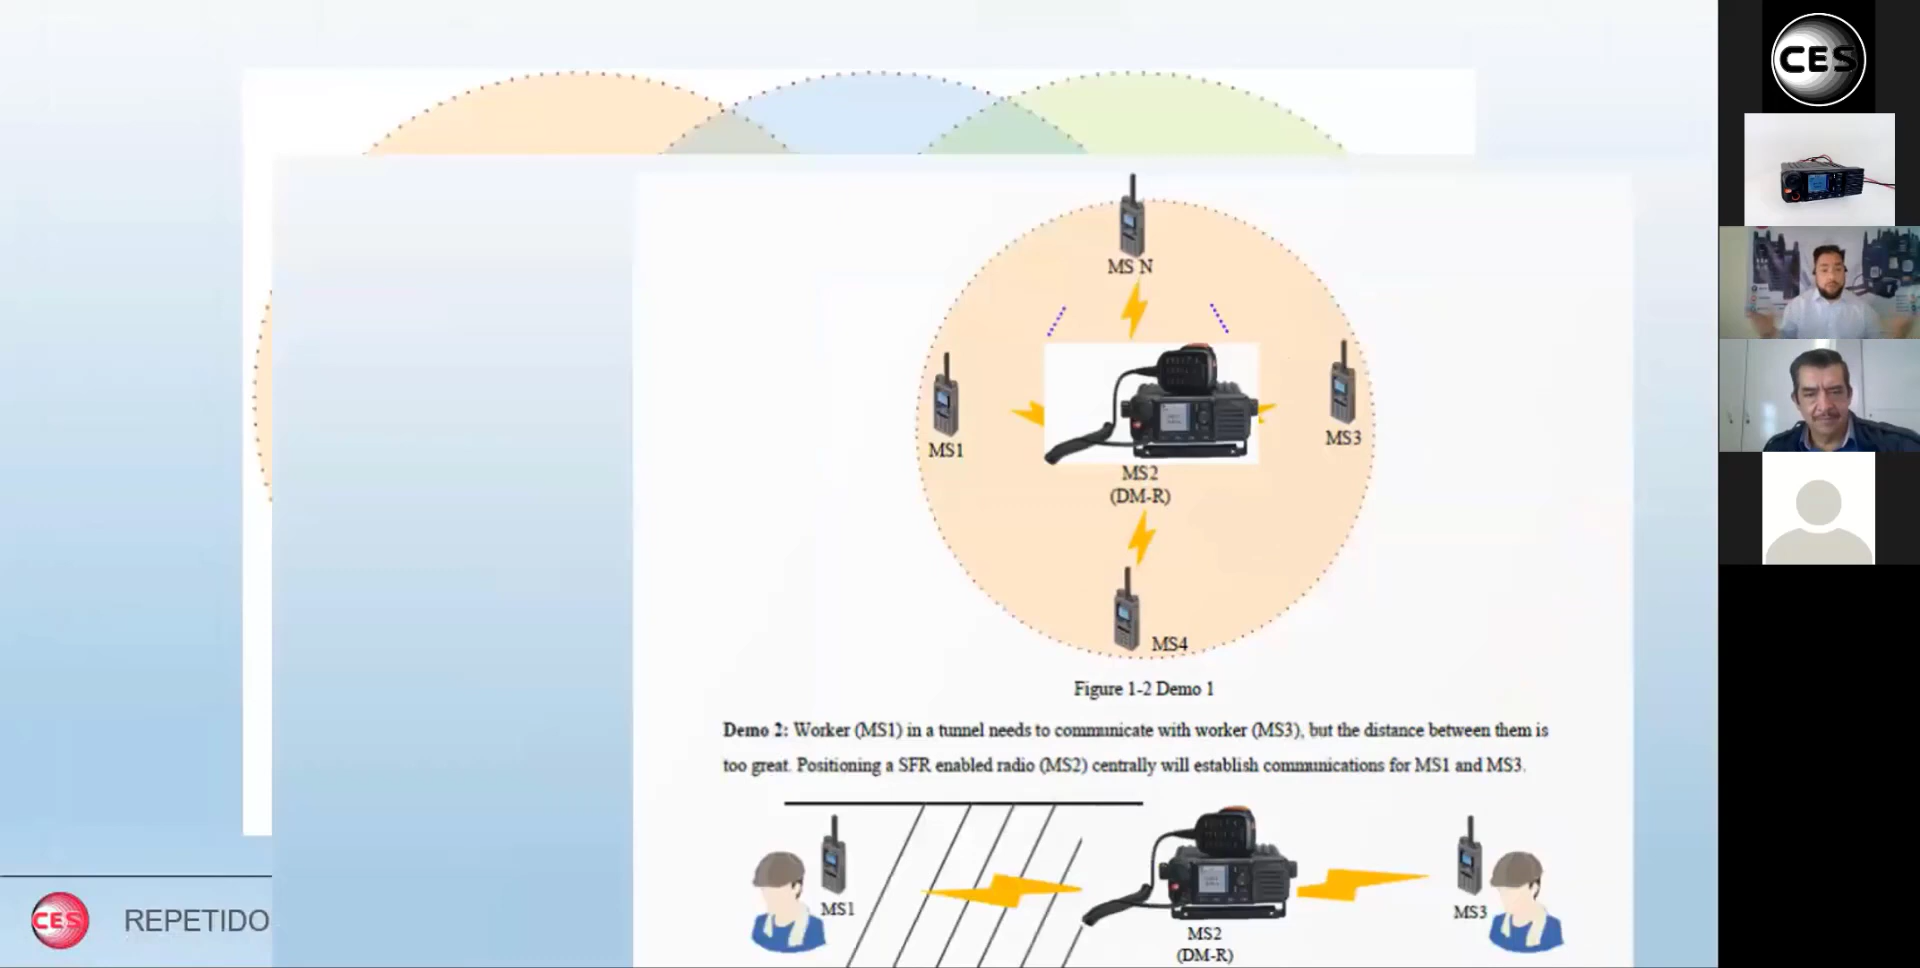 CES
MS N
MS1
MS3
MS2
(DM-R)
MS4
Figure 1-2 Demo 1
Demo 2: Worker (MS1) in a tunnel needs to communicate with worker (MS3), but the distance between them is
too great. Positioning a SFR enabled radio (MS2) centrally will establish communications for MS1 and MS3.
MS1
MS3
MS2
(DM-R)
CES
REPETIDO